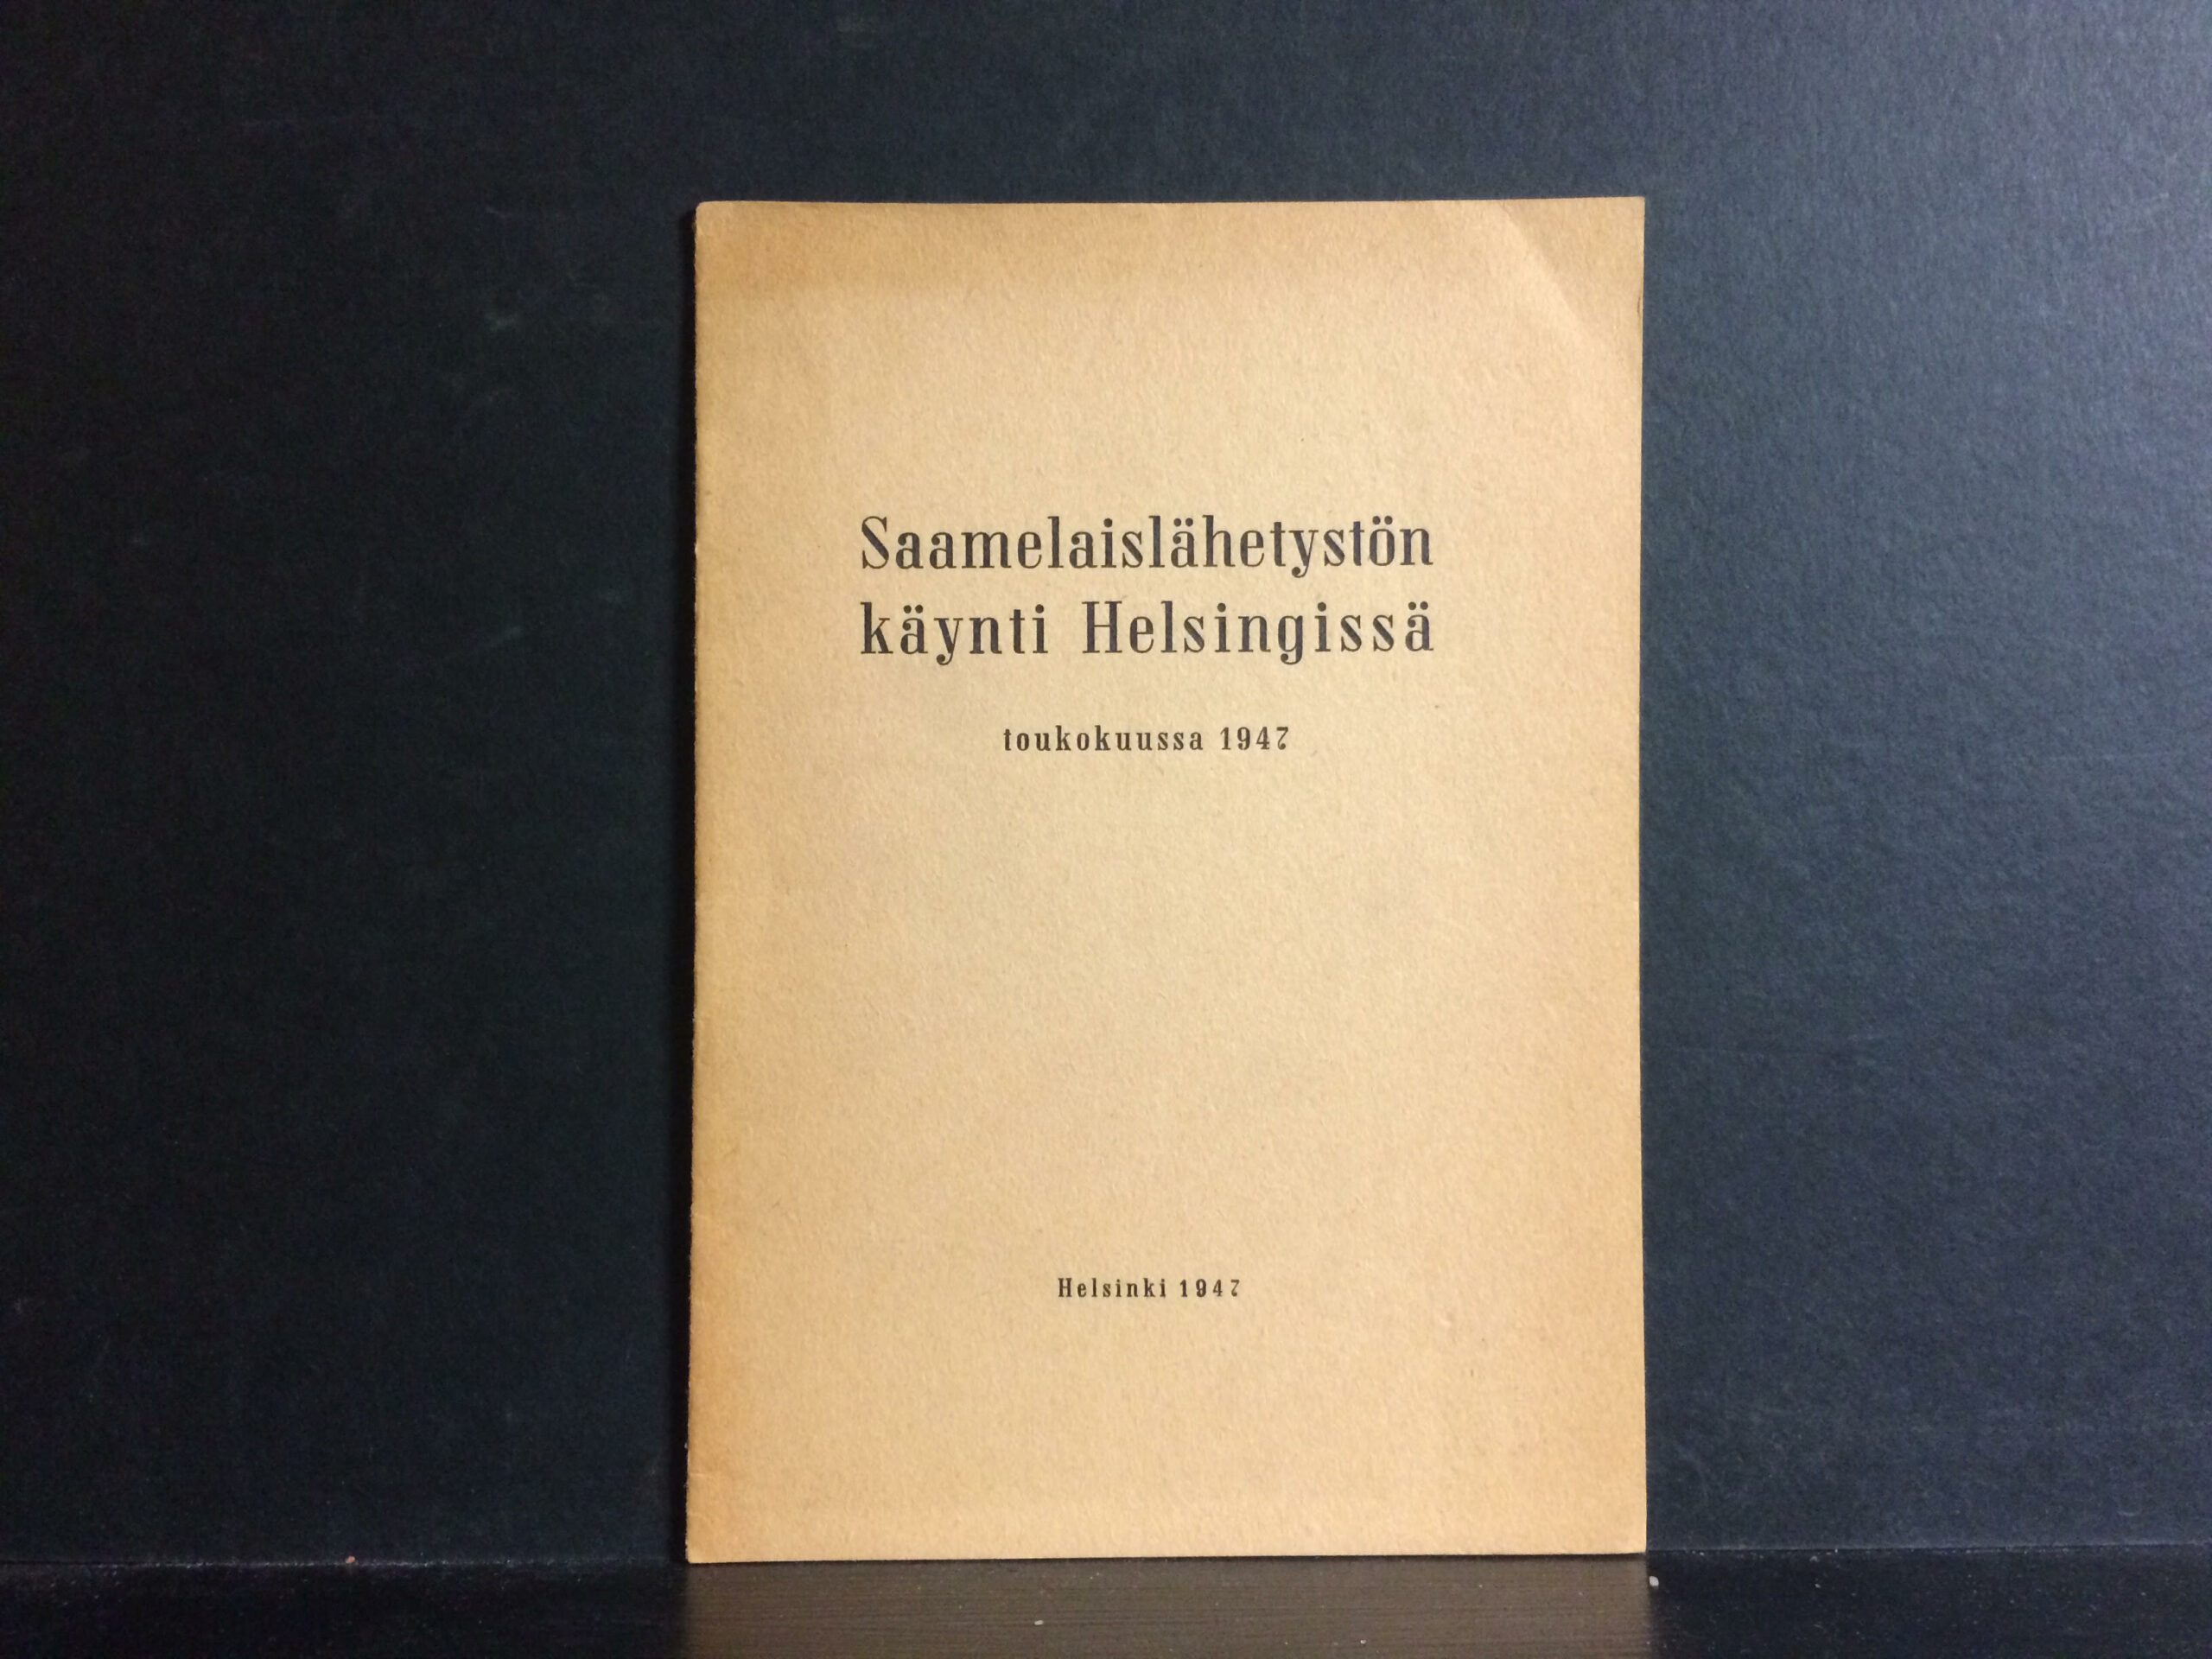 Saamelaislähetystön
käynti Helsingissä
toukokuussa 1947
Helsinki 1947